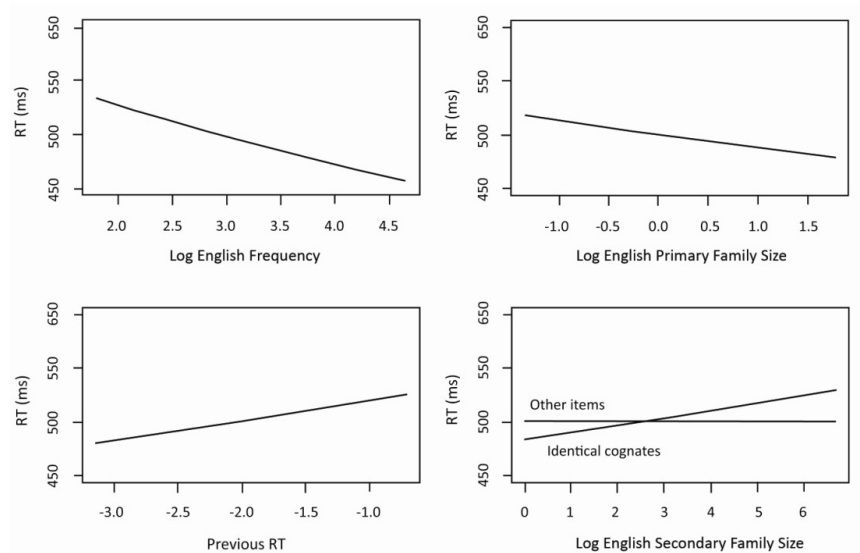 650
550
500
450
RT (ms)
2.0 2.5 3.0 3.5 4.0 4.5
Log English Frequency
650
550
500
450
RT (ms)
-1.0 -0.5 0.0 0.5 1.0 1.5
Log English Primary Family Size
650
550
500
450
RT (ms)
-3.0 -2.5 -2.0 -1.5 -1.0
Previous RT
650
550
500
450
RT (ms)
Other items
Identical cognates
0 1 2 3 4 5 6
Log English Secondary Family Size